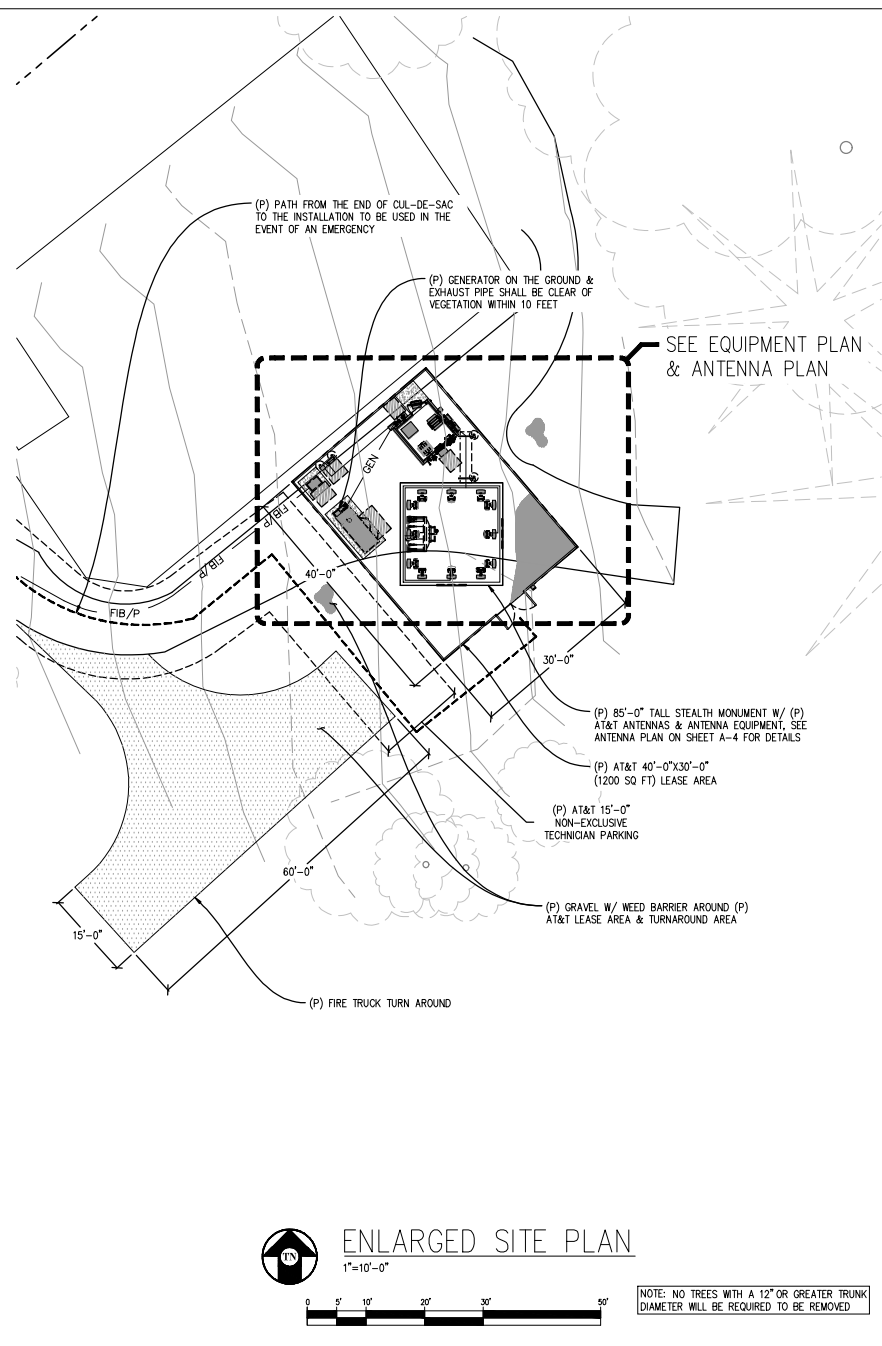 (P) PATH FROM THE END OF CUL-DE-SAC
TO THE INSTALLATION TO BE USED IN THE
EVENT OF AN EMERGENCY
(P) GENERATOR ON THE GROUND &
EXHAUST PIPE SHALL BE CLEAR OF
VEGETATION WITHIN 10 FEET
SEE EQUIPMENT PLAN
& ANTENNA PLAN
GEN
FIB/P
FIB/P
FIB/P
40'-0"
30'-0"
(P) 85'-0" TALL STEALTH MONUMENT W/ (P)
AT&T ANTENNAS & ANTENNA EQUIPMENT, SEE
ANTENNA PLAN ON SHEET A-4 FOR DETAILS
(P) AT&T 40'-0"X30'-0"
(1200 SQ FT) LEASE AREA
(P) AT&T 15'-0"
NON-EXCLUSIVE
TECHNICIAN PARKING
60'-0"
(P) GRAVEL W/ WEED BARRIER AROUND (P)
AT&T LEASE AREA & TURNAROUND AREA
15'-0"
(P) FIRE TRUCK TURN AROUND
TN
ENLARGED SITE PLAN
1"=10'-0"
0 5' 10' 20' 30' 50'
NOTE: NO TREES WITH A 12" OR GREATER TRUNK
DIAMETER WILL BE REQUIRED TO BE REMOVED